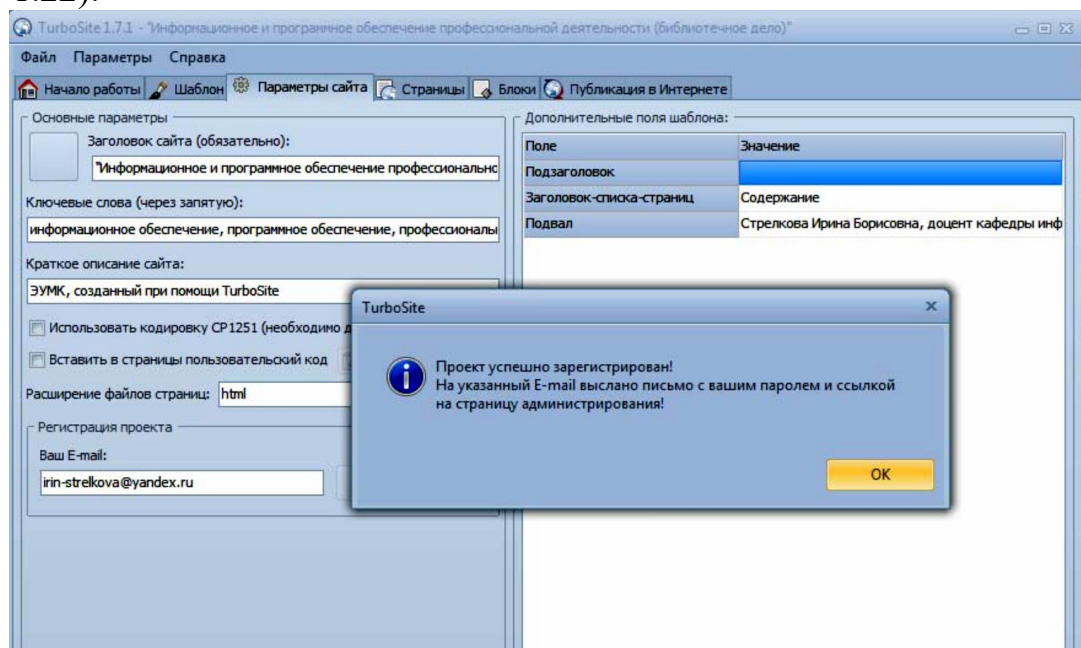 1.22).
TurboSite 1.7.1 - "Информационное и программное обеспечение профессиональной деятельности (библиотечное дело)"
Файл Параметры Справка
Начало работы Шаблон Параметры сайта Страницы Блоки Публикация в Интернете
Основные параметры
Заголовок сайта (обязательно):
"Информационное и программное обеспечение профессиональнс
Ключевые слова (через запятую):
информационное обеспечение, программное обеспечение, профессионалы
Краткое описание сайта:
ЭУМК, созданный при помощи TurboSite
Использовать кодировку CP1251 (необходимо д
Вставить в страницы пользовательский код
Расширение файлов страниц: html
Регистрация проекта
Ваш E-mail:
irin-strelkova@yandex.ru
Дополнительные поля шаблона:
Поле Значение
Подзаголовок
Заголовок-списка-страниц Содержание
Подвал Стрелкова Ирина Борисовна, доцент кафедры инф
TurboSite
Проект успешно зарегистрирован!
На указанный E-mail выслано письмо с вашим паролем и ссылкой
на страницу администрирования!
OK